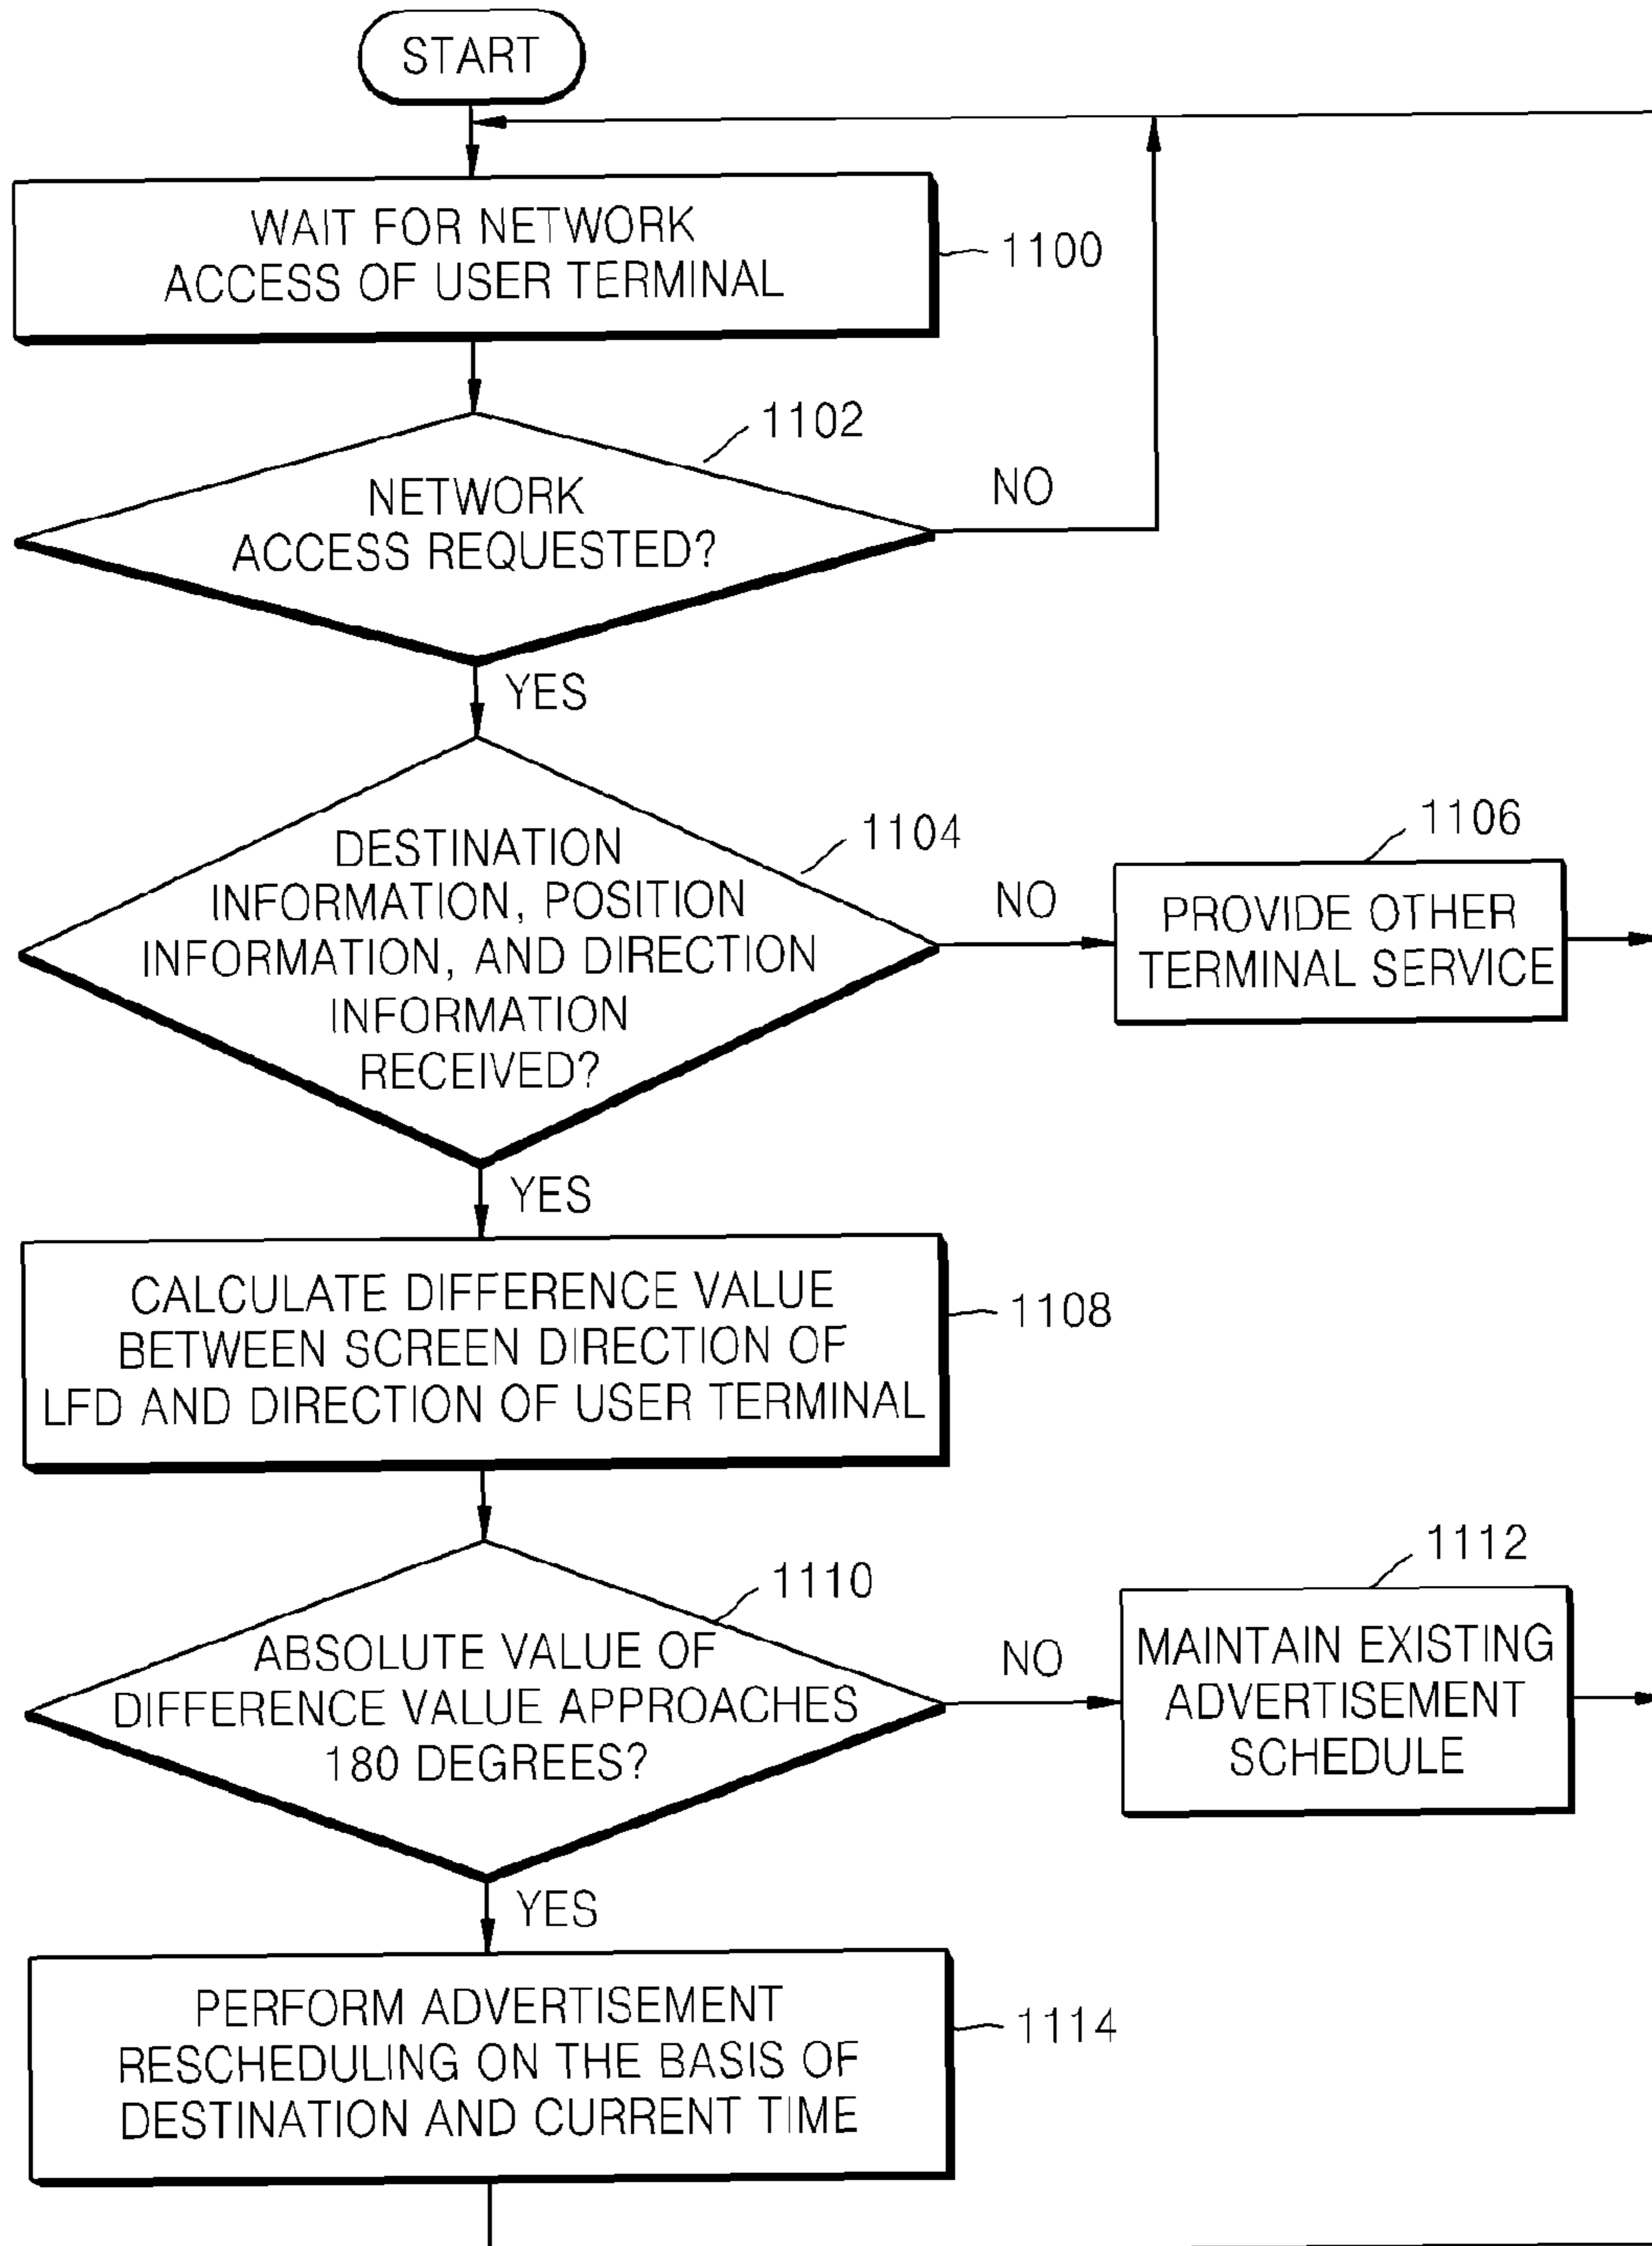 START
WAIT FOR NETWORK
ACCESS OF USER TERMINAL
1100
1102
NETWORK
ACCESS REQUESTED?
NO
YES
1104
DESTINATION
INFORMATION, POSITION
INFORMATION, AND DIRECTION
INFORMATION
RECEIVED?
NO
1106
PROVIDE OTHER
TERMINAL SERVICE
YES
CALCULATE DIFFERENCE VALUE
BETWEEN SCREEN DIRECTION OF
LFD AND DIRECTION OF USER TERMINAL
1108
1110
ABSOLUTE VALUE OF
DIFFERENCE VALUE APPROACHES
180 DEGREES?
NO
1112
MAINTAIN EXISTING
ADVERTISEMENT
SCHEDULE
YES
PERFORM ADVERTISEMENT
RESCHEDULING ON THE BASIS OF
DESTINATION AND CURRENT TIME
1114